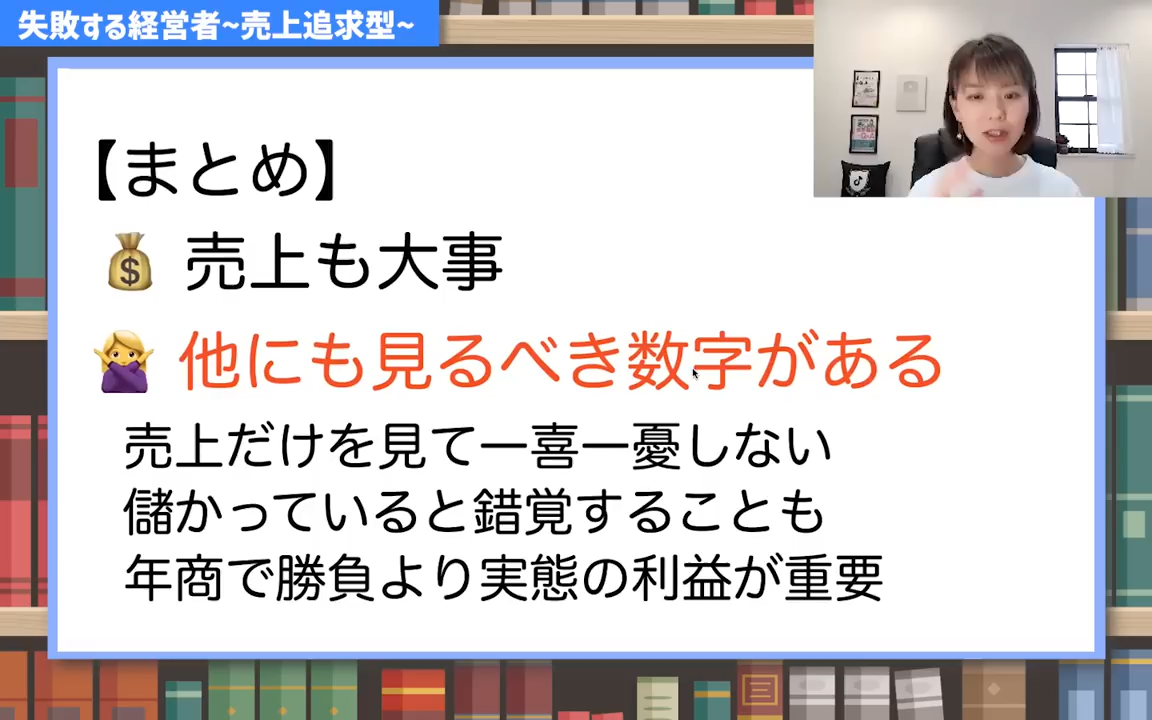 失敗する経営者~売上追求型~
【まとめ】
売上も大事
他にも見るべき数字がある
売上だけを見て一喜一憂しない
儲かっていると錯覚することも
年商で勝負より実態の利益が重要